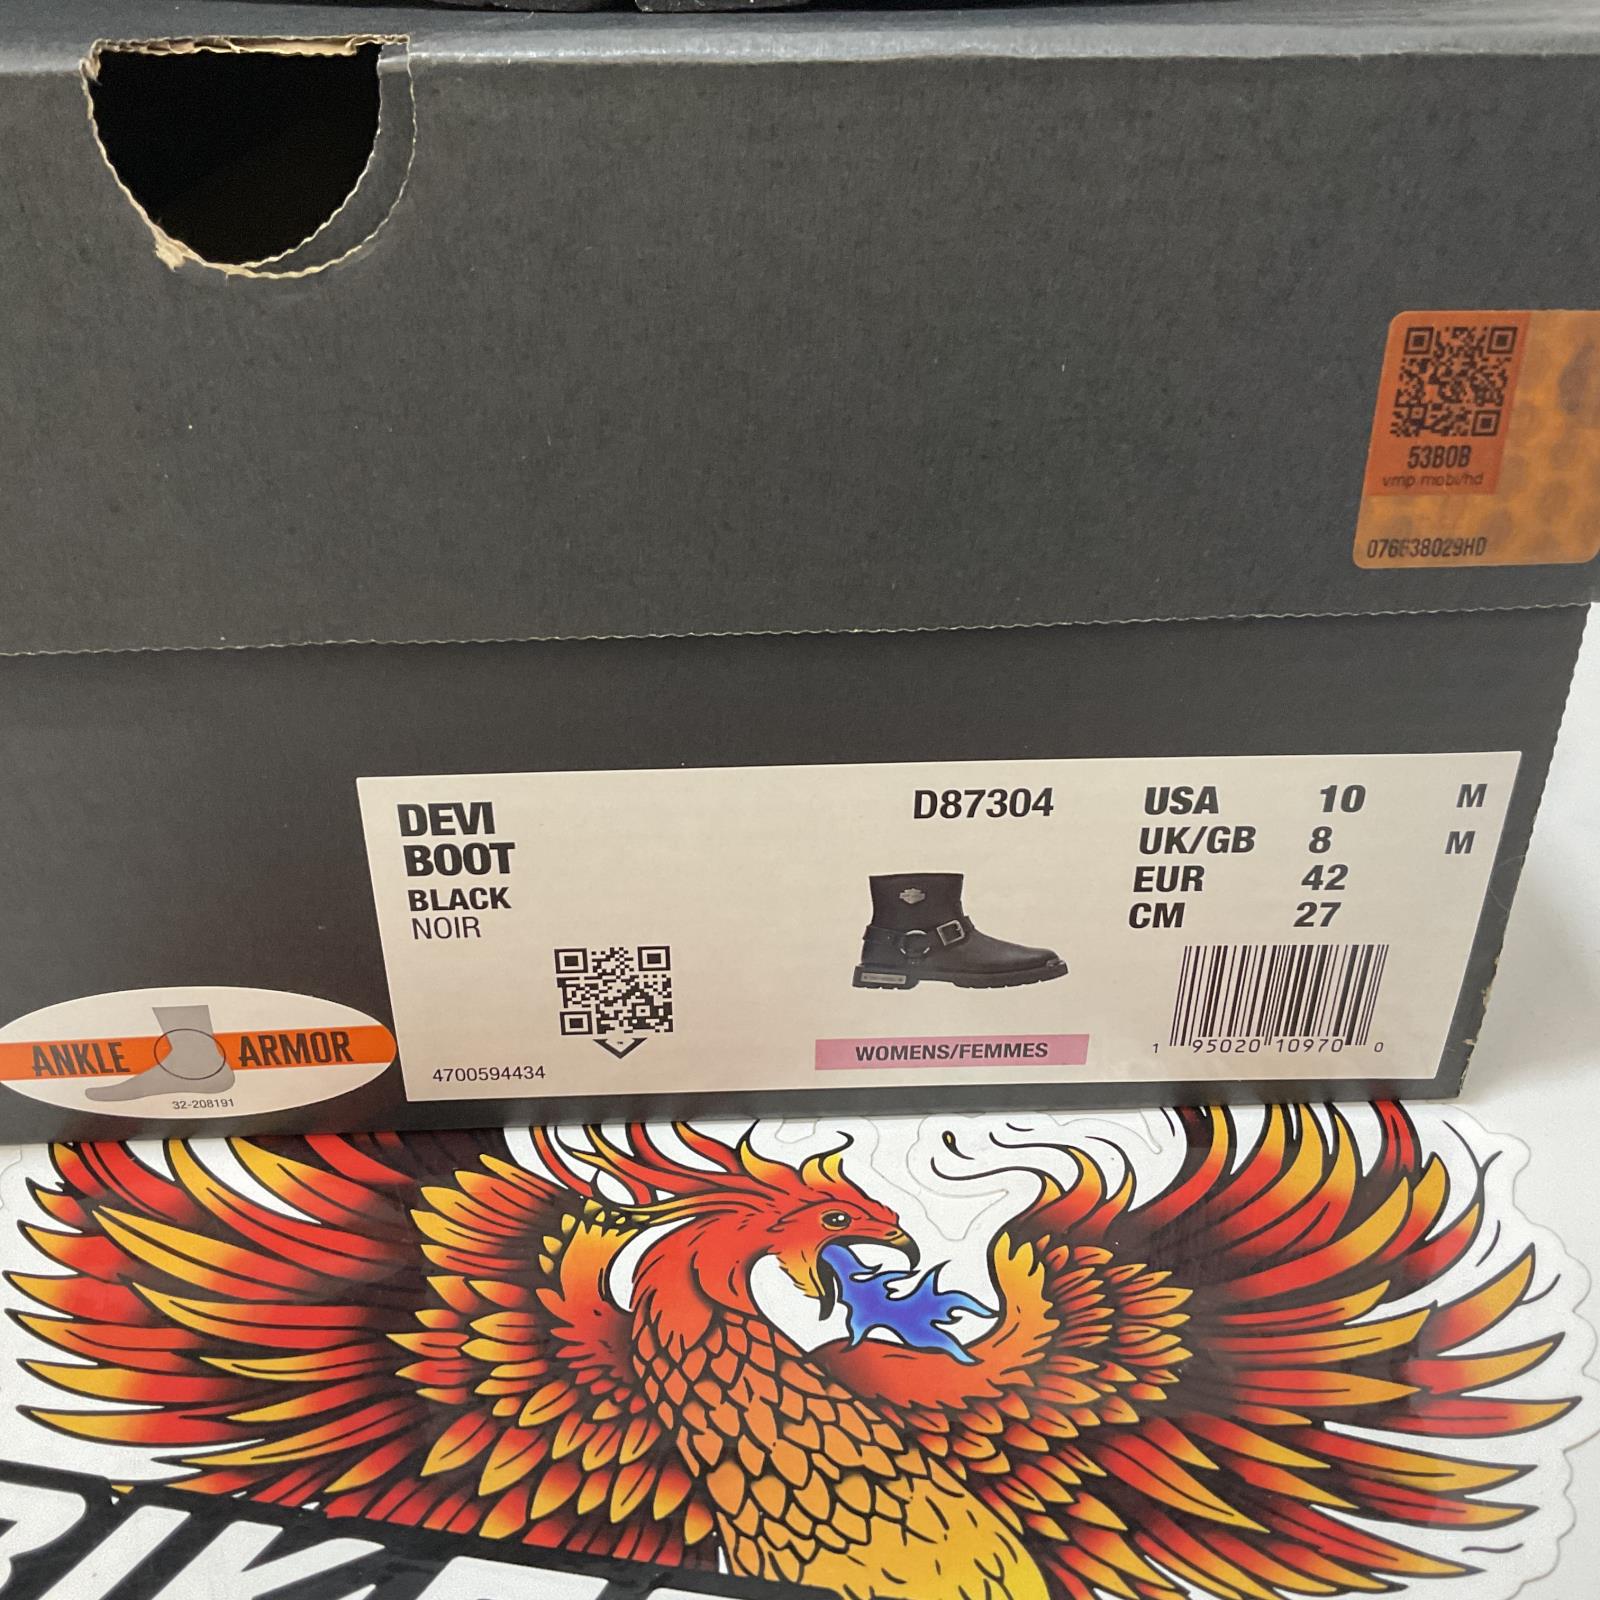 53B0B
vmp.mobi/hd
076638029HD
DEVI
BOOT
BLACK
NOIR
4700594434
D87304
WOMENS/FEMMES
USA 10 M
UK/GB 8 M
EUR 42
CM 27
1 95020 10970 0
ANKLE ARMOR
32-208191